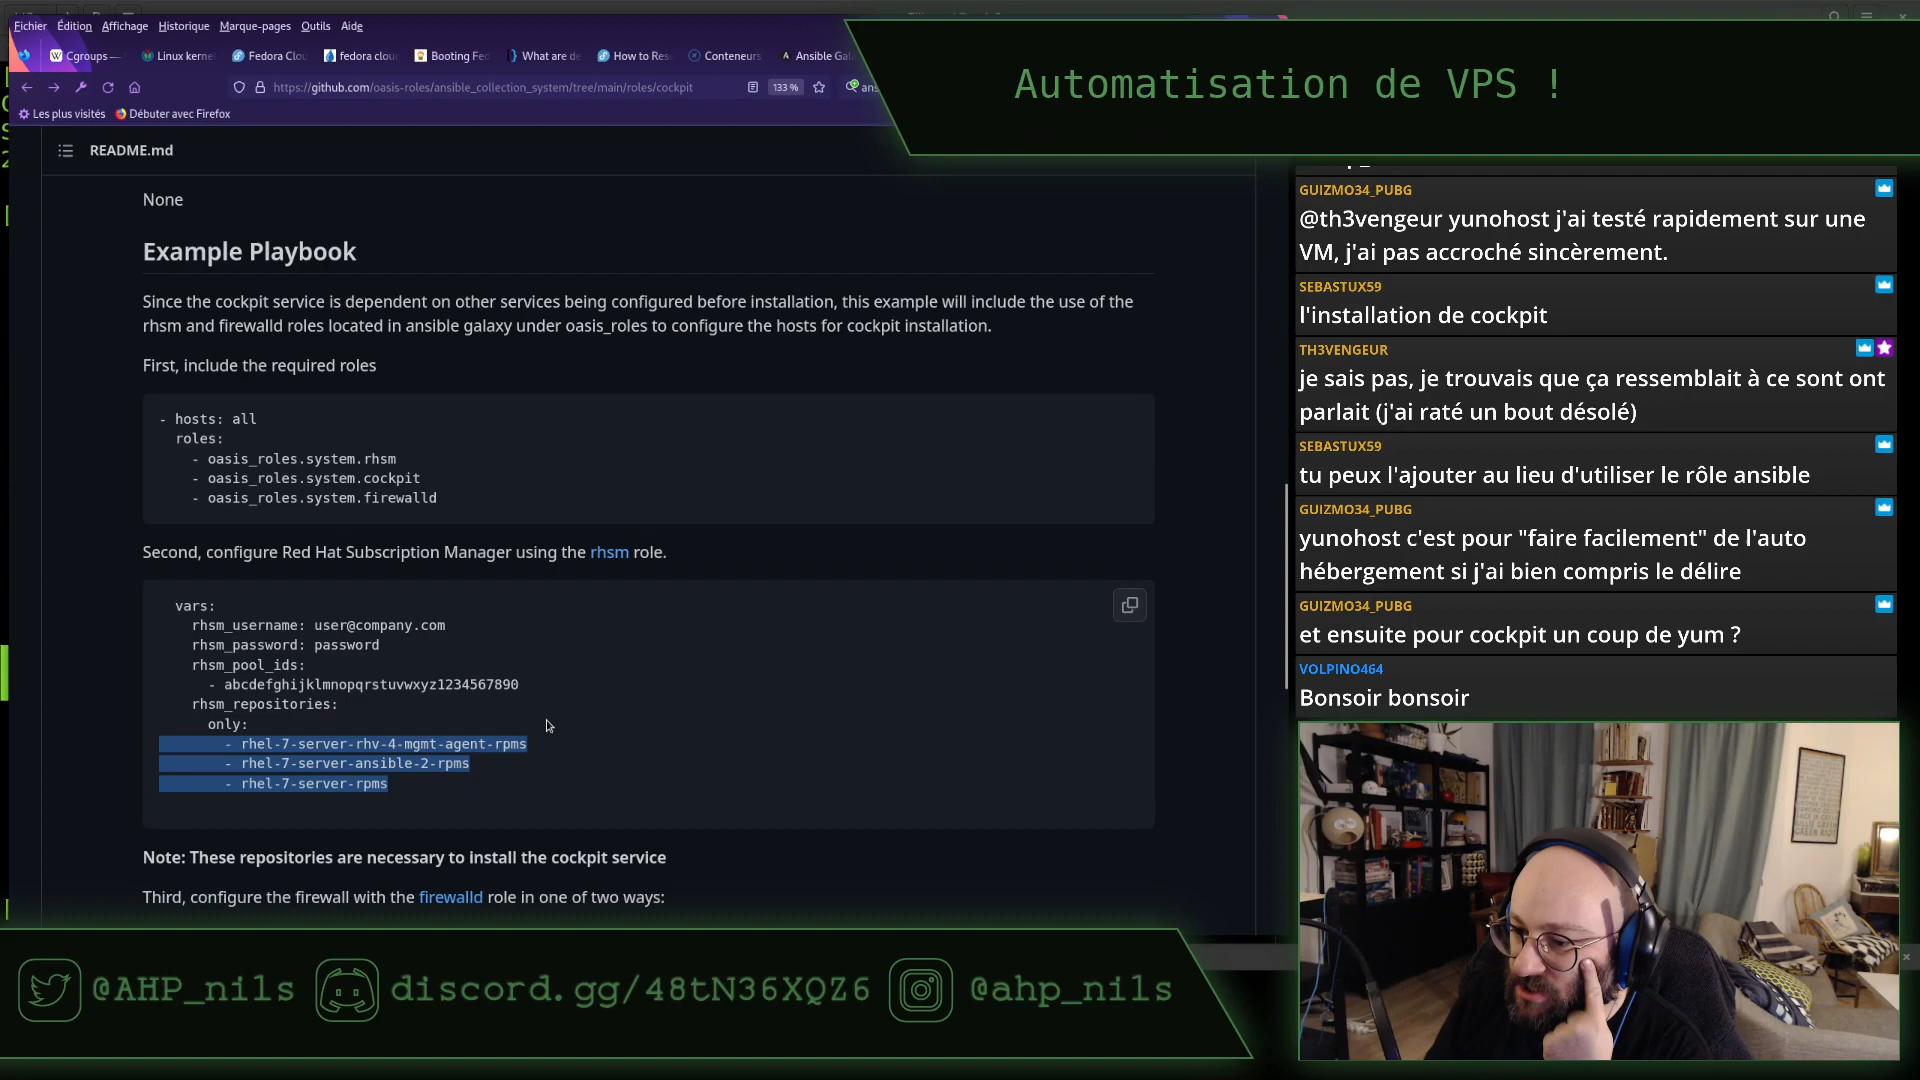 Fichier Édition Affichage Historique Marque-pages Outils Aide
Cgroups — Linux kerne Fedora Clou fedora clou Booting Fed What are de How to Res Conteneurs Ansible Gal
https://github.com/oasis-roles/ansible_collection_system/tree/main/roles/cockpit 133 % ans
Les plus visités Débuter avec Firefox
Automatisation de VPS !
README.md
None
Example Playbook
Since the cockpit service is dependent on other services being configured before installation, this example will include the use of the
rhsm and firewalld roles located in ansible galaxy under oasis_roles to configure the hosts for cockpit installation.
First, include the required roles
- hosts: all
roles:
- oasis_roles.system.rhsm
- oasis_roles.system.cockpit
- oasis_roles.system.firewalld
Second, configure Red Hat Subscription Manager using the rhsm role.
vars:
rhsm_username: user@company.com
rhsm_password: password
rhsm_pool_ids:
- abcdefghijklmnopqrstuvwxyz1234567890
rhsm_repositories:
only:
- rhel-7-server-rhv-4-mgmt-agent-rpms
- rhel-7-server-ansible-2-rpms
- rhel-7-server-rpms
Note: These repositories are necessary to install the cockpit service
Third, configure the firewall with the firewalld role in one of two ways:
GUIZMO34_PUBG
@th3vengeur yunohost j'ai testé rapidement sur une
VM, j'ai pas accroché sincèrement.
SEBASTUX59
l'installation de cockpit
TH3VENGEUR
je sais pas, je trouvais que ça ressemblait à ce sont ont
parlait (j'ai raté un bout désolé)
SEBASTUX59
tu peux l'ajouter au lieu d'utiliser le rôle ansible
GUIZMO34_PUBG
yunohost c'est pour "faire facilement" de l'auto
hébergement si j'ai bien compris le délire
GUIZMO34_PUBG
et ensuite pour cockpit un coup de yum ?
VOLPINO464
Bonsoir bonsoir
@AHP_nils discord.gg/48tN36XQZ6 @ahp_nils